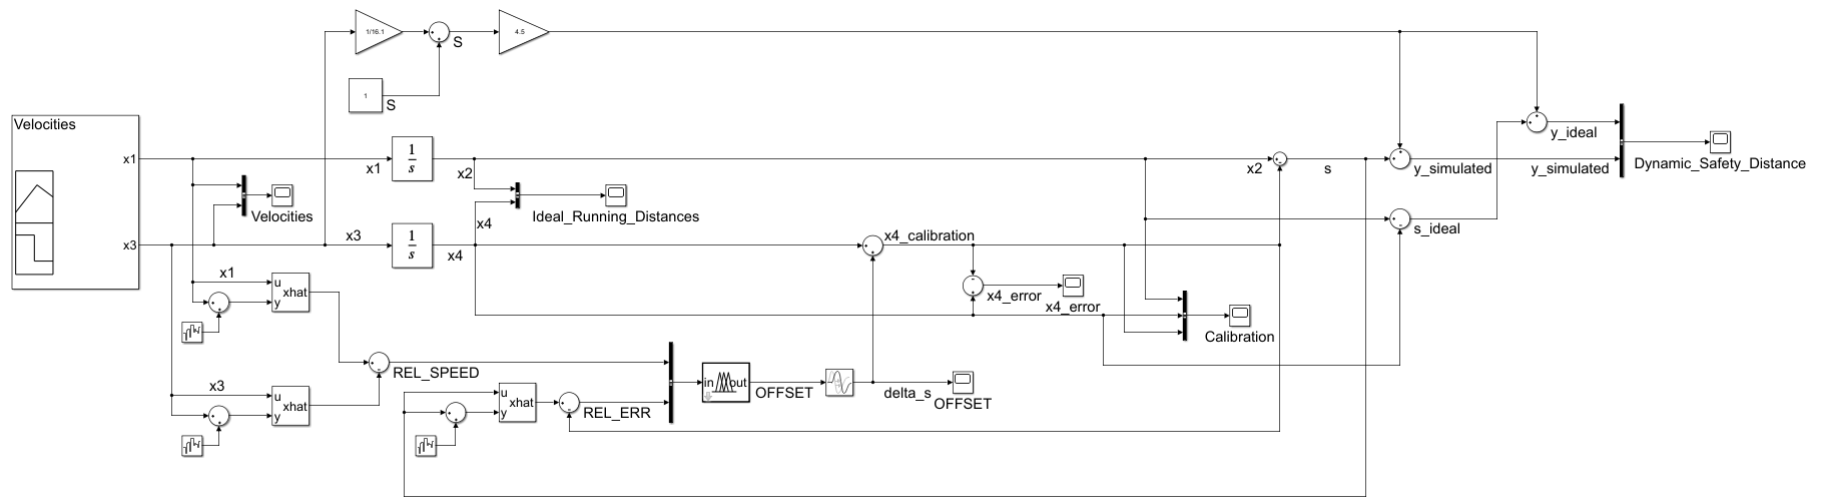 1/16.1
S
4.5
1
S
Velocities
x1
x3
x1
1
s
x2
x2
s
y_simulated
y_simulated
y_ideal
Dynamic_Safety_Distance
Velocities
Ideal_Running_Distances
x4
s_ideal
x3
1
s
x4
x4_calibration
x1
u
y
xhat
x4_error
x4_error
Calibration
REL_SPEED
x3
u
y
xhat
u
y
xhat
REL_ERR
in
out
OFFSET
delta_s
OFFSET